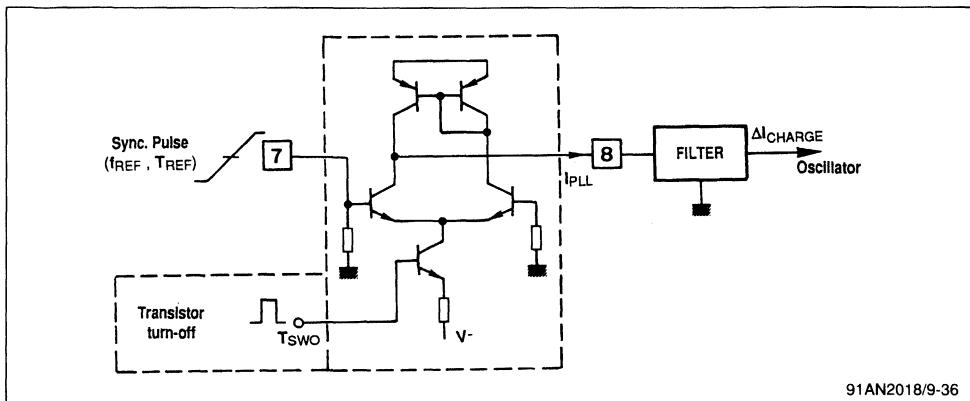 Sync. Pulse
(fREF , TREF)
7
IPLL
8
FILTER
ΔICHARGE
Oscillator
Transistor
turn-off
TSWO
V-
91AN2018/9-36